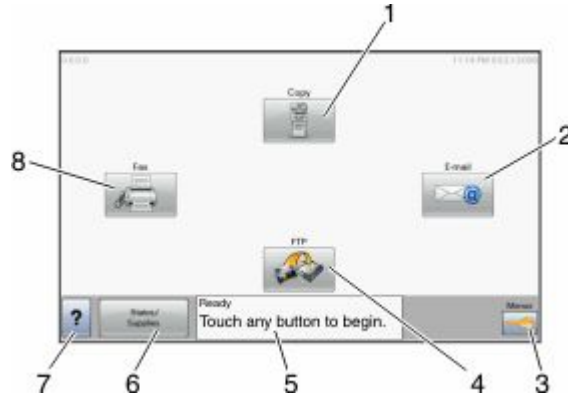 1
Copy
2
E-mail
8
Fax
FTP
Ready
Touch any button to begin.
Status/
Supplies
?
Menus
7
6
5
4
3